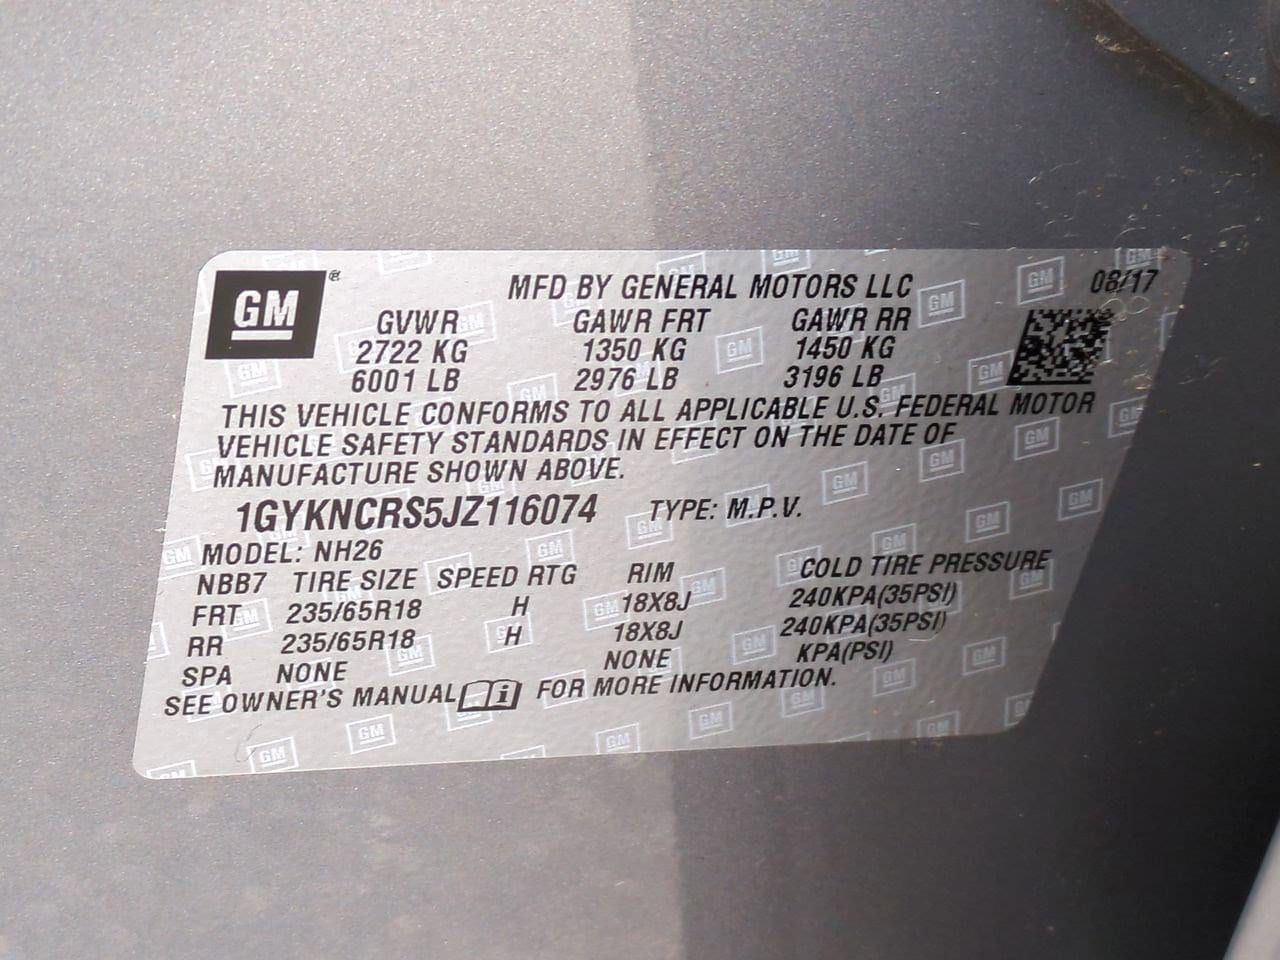 GM ® MFD BY GENERAL MOTORS LLC 08/17
GVWR GAWR FRT GAWR RR
2722 KG 1350 KG 1450 KG
6001 LB 2976 LB 3196 LB
THIS VEHICLE CONFORMS TO ALL APPLICABLE U.S. FEDERAL MOTOR
VEHICLE SAFETY STANDARDS IN EFFECT ON THE DATE OF
MANUFACTURE SHOWN ABOVE.
1GYKNCRS5JZ116074 TYPE: M.P.V.
MODEL: NH26
NBB7 TIRE SIZE SPEED RTG RIM COLD TIRE PRESSURE
FRT 235/65R18 H 18X8J 240KPA(35PSI)
RR 235/65R18 H 18X8J 240KPA(35PSI)
SPA NONE NONE KPA(PSI)
SEE OWNER'S MANUAL i FOR MORE INFORMATION.